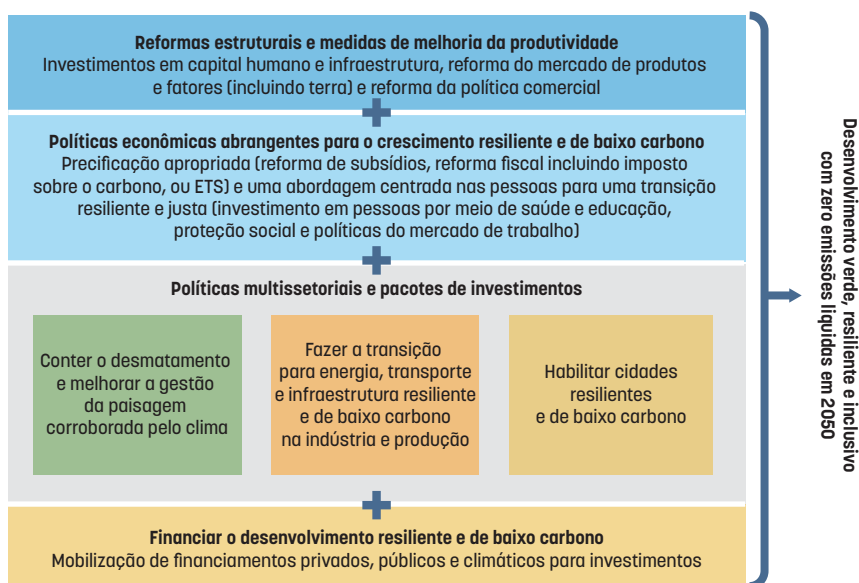 Reformas estruturais e medidas de melhoria da produtividade
Investimentos em capital humano e infraestrutura, reforma do mercado de produtos
e fatores (incluindo terra) e reforma da política comercial
Políticas econômicas abrangentes para o crescimento resiliente e de baixo carbono
Precificação apropriada (reforma de subsídios, reforma fiscal incluindo imposto
sobre o carbono, ou ETS) e uma abordagem centrada nas pessoas para uma transição
resiliente e justa (investimento em pessoas por meio de saúde e educação,
proteção social e políticas do mercado de trabalho)
Políticas multissetoriais e pacotes de investimentos
Conter o desmatamento
e melhorar a gestão
da paisagem
corroborada pelo clima
Fazer a transição
para energia, transporte
e infraestrutura resiliente
e de baixo carbono
na indústria e produção
Habilitar cidades
resilientes
e de baixo carbono
Financiar o desenvolvimento resiliente e de baixo carbono
Mobilização de financiamentos privados, públicos e climáticos para investimentos
Desenvolvimento verde, resiliente e inclusivo
com zero emissões liquidas em 2050